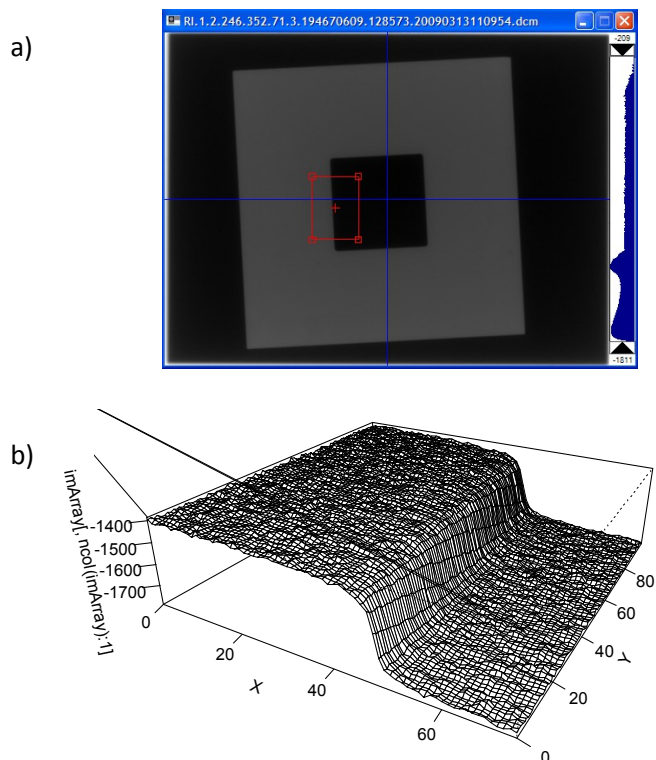 a)
RI.1.2.246.352.71.3.194670609.128573.20090313110954.dcm
-209
-1811
b)
imArray[, ncol(imArray):1]
-1400
-1500
-1600
-1700
0
20
40
60
X
0
20
40
60
80
Y